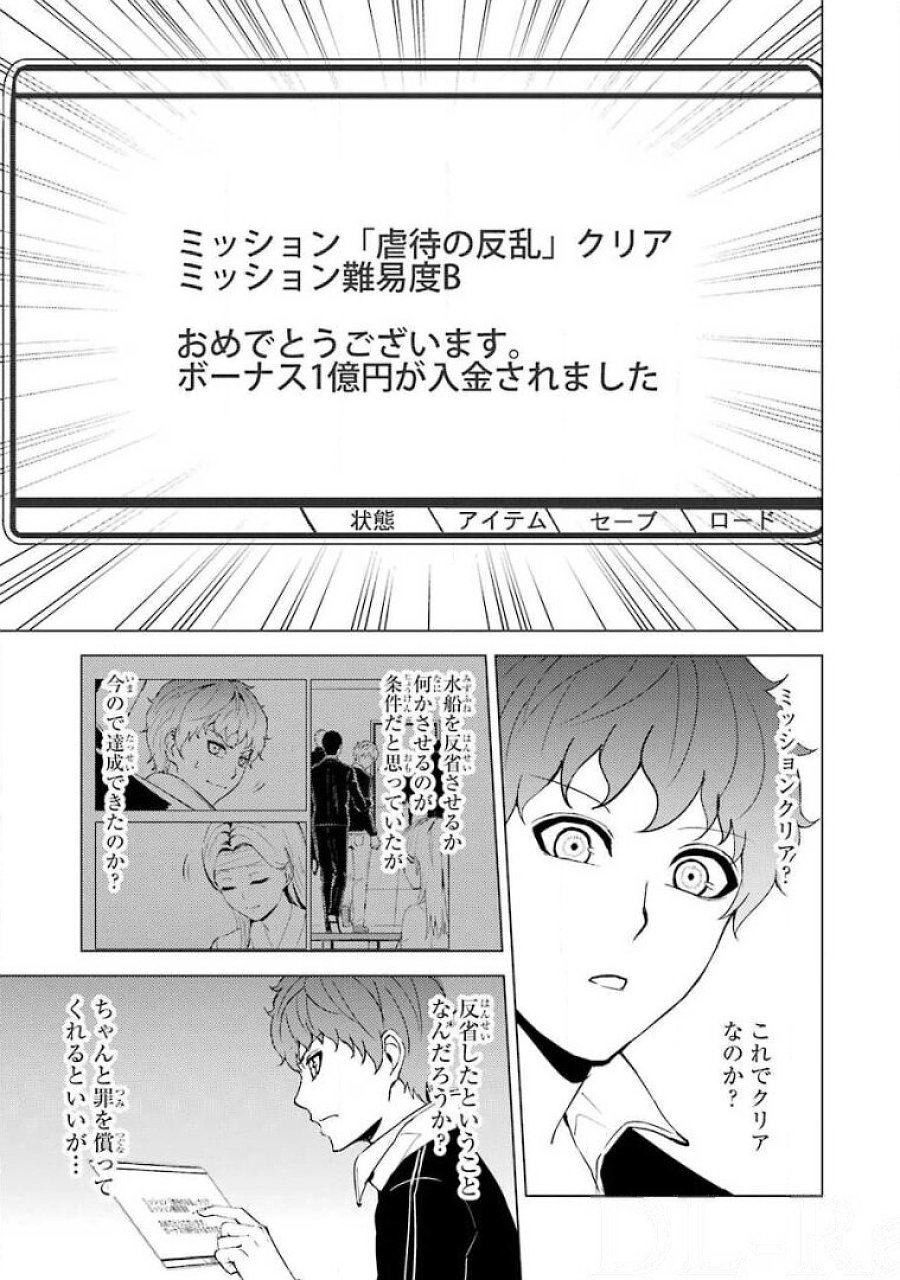 ミッション「虐待の反乱」クリア
ミッション難易度B
おめでとうございます。
ボーナス1億円が入金されました
状態
アイテム
セーブ
ロード
ミッションクリア?
これでクリア
なのか?
水船を反省させるか
何かさせるのが
条件だと思っていたが
今ので達成できたのか?
反省したということ
なんだろうか?
ちゃんと罪を償って
くれるといいが…